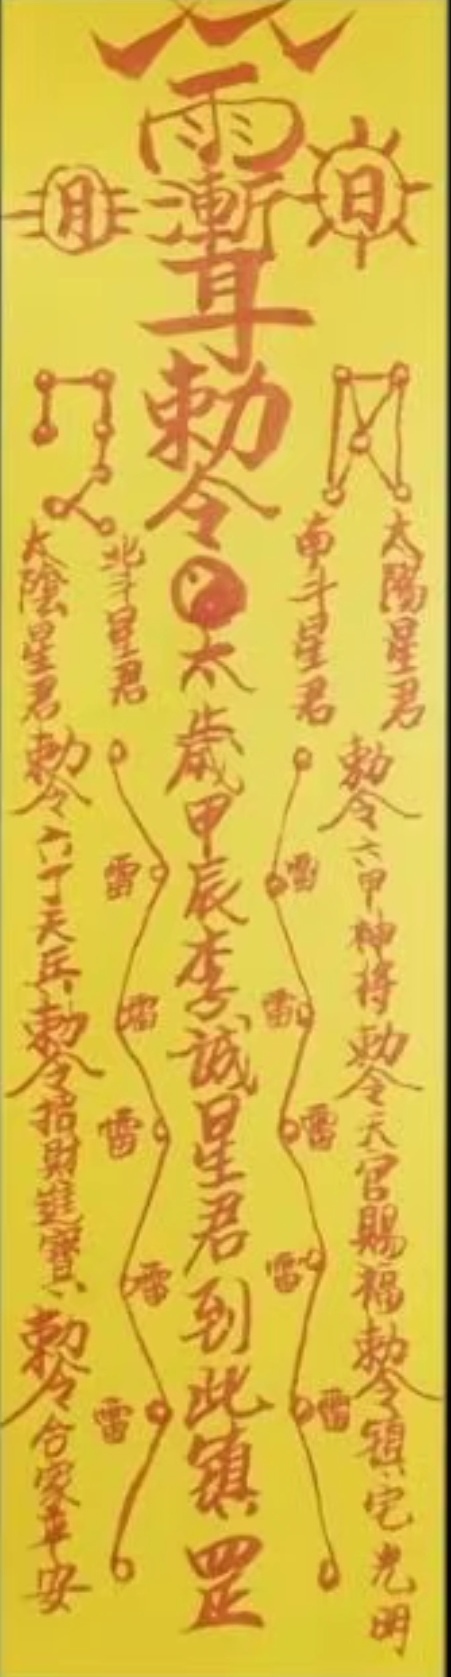 日
雨漸耳
月
勅令
太陽星君
南斗星君
北斗星君
太陰星君
勅令六甲神將勅令天官賜福勅令鎮宅光明
雷
雷
雷
雷
雷
太歲甲辰李誠星君到此鎮罡
雷
雷
雷
雷
雷
勅令六丁天兵勅令招財進寶勅令合家平安